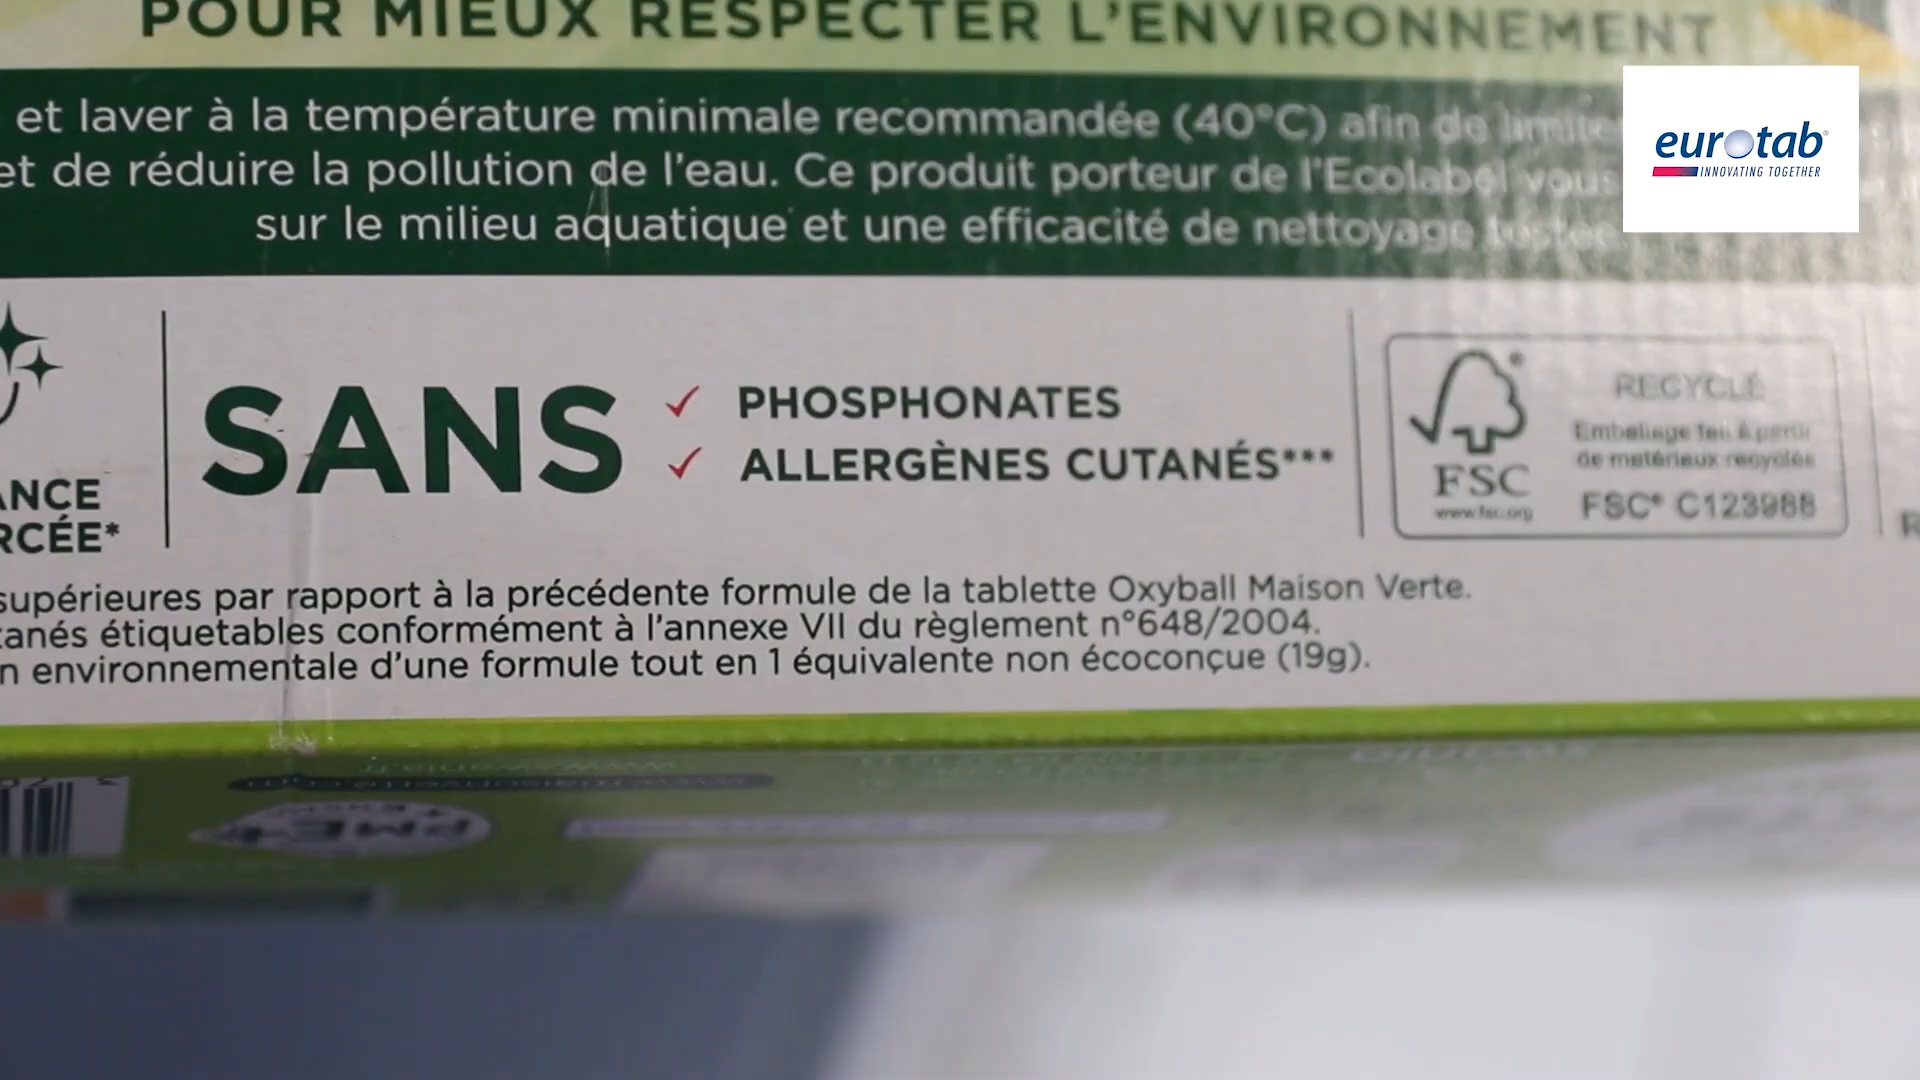 POUR MIEUX RESPECTER L'ENVIRONNEMENT
et laver à la température minimale recommandée (40°C) afin de limite
et de réduire la pollution de l'eau. Ce produit porteur de l'Ecolabel vous
sur le milieu aquatique et une efficacité de nettoyage testée
eurotab®
INNOVATING TOGETHER
ANCE
RCÉE*
SANS
PHOSPHONATES
ALLERGÈNES CUTANÉS***
FSC
www.fsc.org
RECYCLÉ
Emballage fait à partir
de matériaux recyclés
FSC® C123988
R
supérieures par rapport à la précédente formule de la tablette Oxyball Maison Verte.
tanés étiquetables conformément à l'annexe VII du règlement n°648/2004.
n environnementale d'une formule tout en 1 équivalente non écoconçue (19g).
PME+